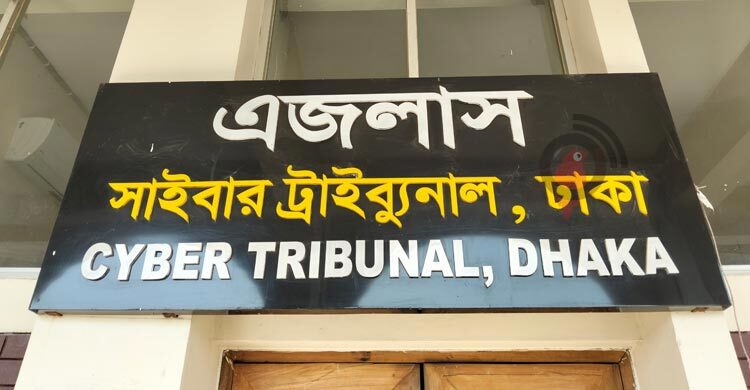 এজলাস
সাইবার ট্রাইব্যুনাল , ঢাকা
CYBER TRIBUNAL, DHAKA